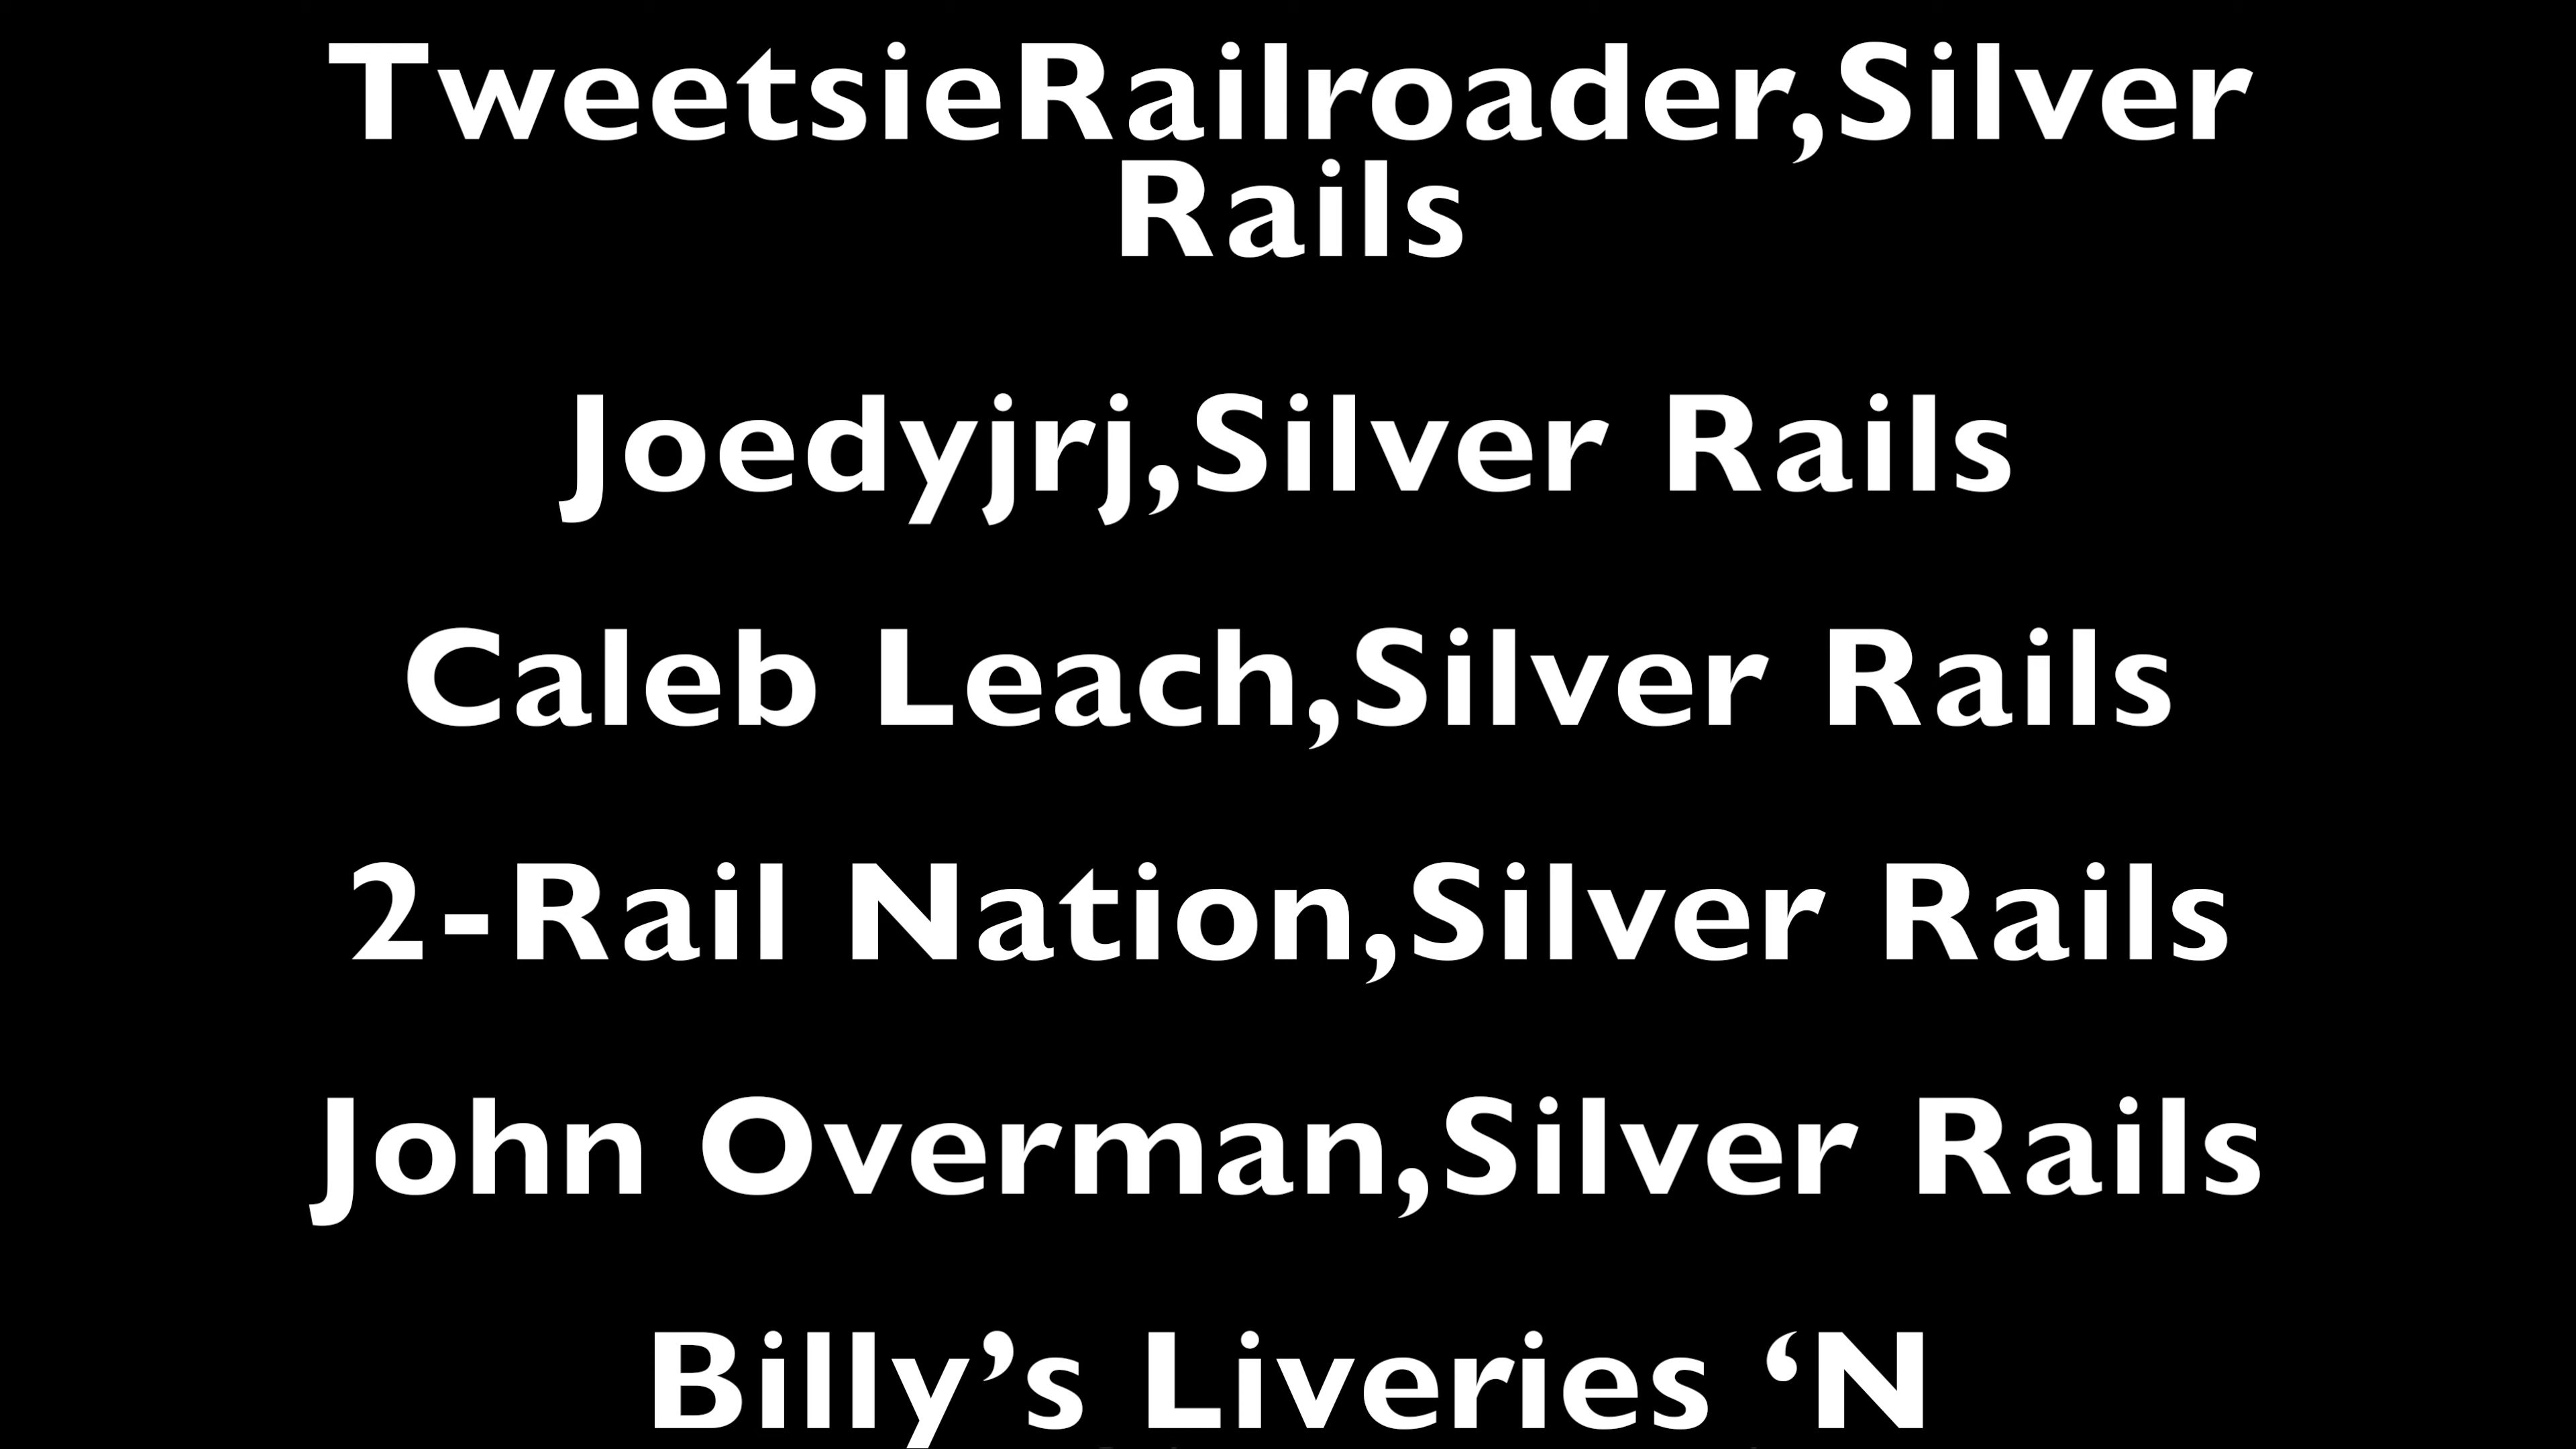 TweetsieRailroader,Silver
Rails
Joedyjrj,Silver Rails
Caleb Leach,Silver Rails
2-Rail Nation,Silver Rails
John Overman,Silver Rails
Billy’s Liveries ‘N